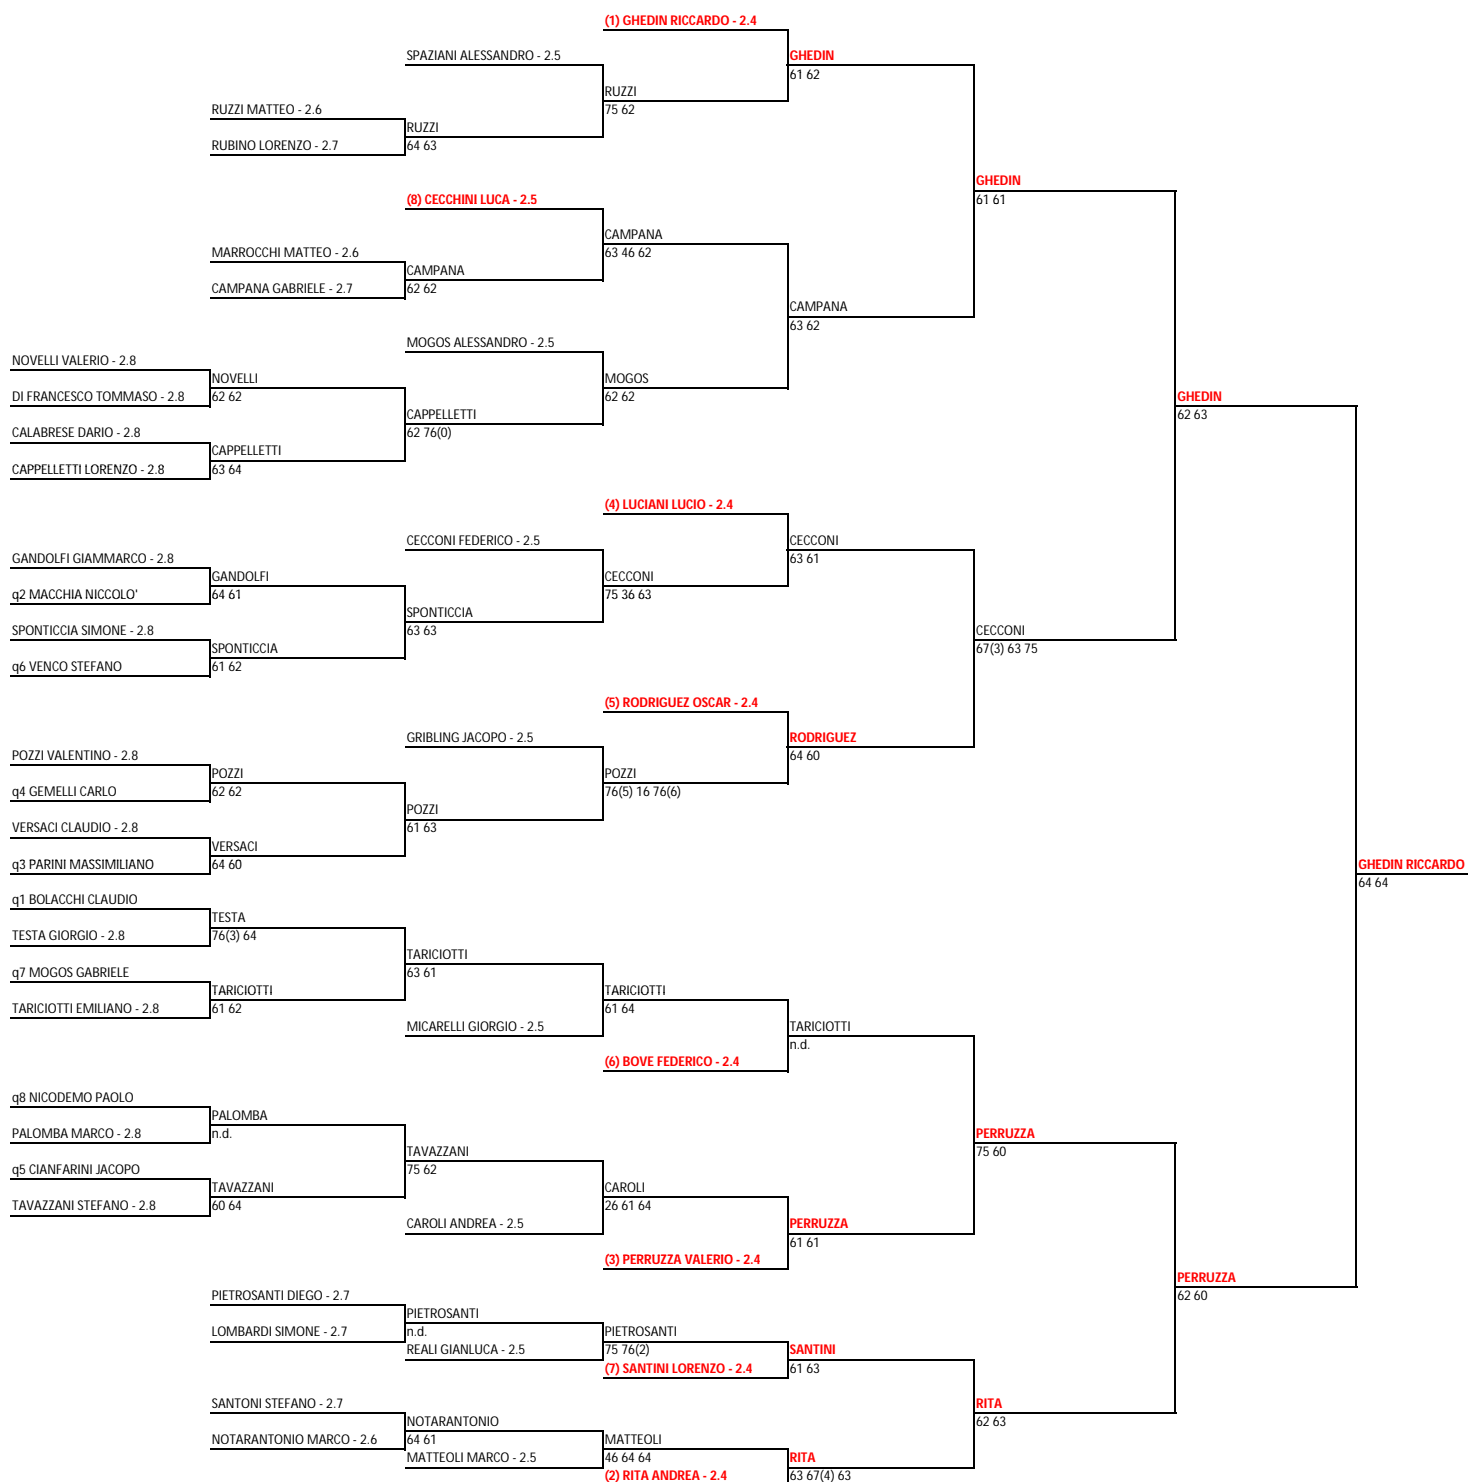 (1) GHEDIN RICCARDO - 2.4
SPAZIANI ALESSANDRO - 2.5
GHEDIN
61 62
RUZZI
75 62
RUZZI MATTEO - 2.6
RUZZI
64 63
RUBINO LORENZO - 2.7
GHEDIN
61 61
(8) CECCHINI LUCA - 2.5
CAMPANA
63 46 62
MARROCCHI MATTEO - 2.6
CAMPANA
62 62
CAMPANA GABRIELE - 2.7
CAMPANA
63 62
MOGOS ALESSANDRO - 2.5
NOVELLI VALERIO - 2.8
NOVELLI
62 62
MOGOS
62 62
DI FRANCESCO TOMMASO - 2.8
GHEDIN
62 63
CAPPELLETTI
62 76(0)
CALABRESE DARIO - 2.8
CAPPELLETTI
63 64
CAPPELLETTI LORENZO - 2.8
(4) LUCIANI LUCIO - 2.4
CECCONI FEDERICO - 2.5
CECCONI
63 61
GANDOLFI GIAMMARCO - 2.8
GANDOLFI
64 61
CECCONI
75 36 63
q2 MACCHIA NICCOLO'
SPONTICCIA
63 63
SPONTICCIA SIMONE - 2.8
CECCONI
67(3) 63 75
SPONTICCIA
61 62
q6 VENCO STEFANO
(5) RODRIGUEZ OSCAR - 2.4
GRIBLING JACOPO - 2.5
RODRIGUEZ
64 60
POZZI VALENTINO - 2.8
POZZI
62 62
POZZI
76(5) 16 76(6)
q4 GEMELLI CARLO
POZZI
61 63
VERSACI CLAUDIO - 2.8
VERSACI
64 60
q3 PARINI MASSIMILIANO
GHEDIN RICCARDO
64 64
q1 BOLACCHI CLAUDIO
TESTA
76(3) 64
TESTA GIORGIO - 2.8
TARICIOTTI
63 61
q7 MOGOS GABRIELE
TARICIOTTI
61 62
TARICIOTTI
61 64
TARICIOTTI EMILIANO - 2.8
MICARELLI GIORGIO - 2.5
TARICIOTTI
n.d.
(6) BOVE FEDERICO - 2.4
q8 NICODEMO PAOLO
PALOMBA
n.d.
PALOMBA MARCO - 2.8
PERRUZZA
75 60
TAVAZZANI
75 62
q5 CIANFARINI JACOPO
TAVAZZANI
60 64
CAROLI
26 61 64
TAVAZZANI STEFANO - 2.8
CAROLI ANDREA - 2.5
PERRUZZA
61 61
(3) PERRUZZA VALERIO - 2.4
PERRUZZA
62 60
PIETROSANTI DIEGO - 2.7
PIETROSANTI
n.d.
LOMBARDI SIMONE - 2.7
PIETROSANTI
75 76(2)
REALI GIANLUCA - 2.5
SANTINI
61 63
(7) SANTINI LORENZO - 2.4
SANTONI STEFANO - 2.7
RITA
62 63
NOTARANTONIO
64 61
NOTARANTONIO MARCO - 2.6
MATTEOLI
46 64 64
MATTEOLI MARCO - 2.5
RITA
63 67(4) 63
(2) RITA ANDREA - 2.4